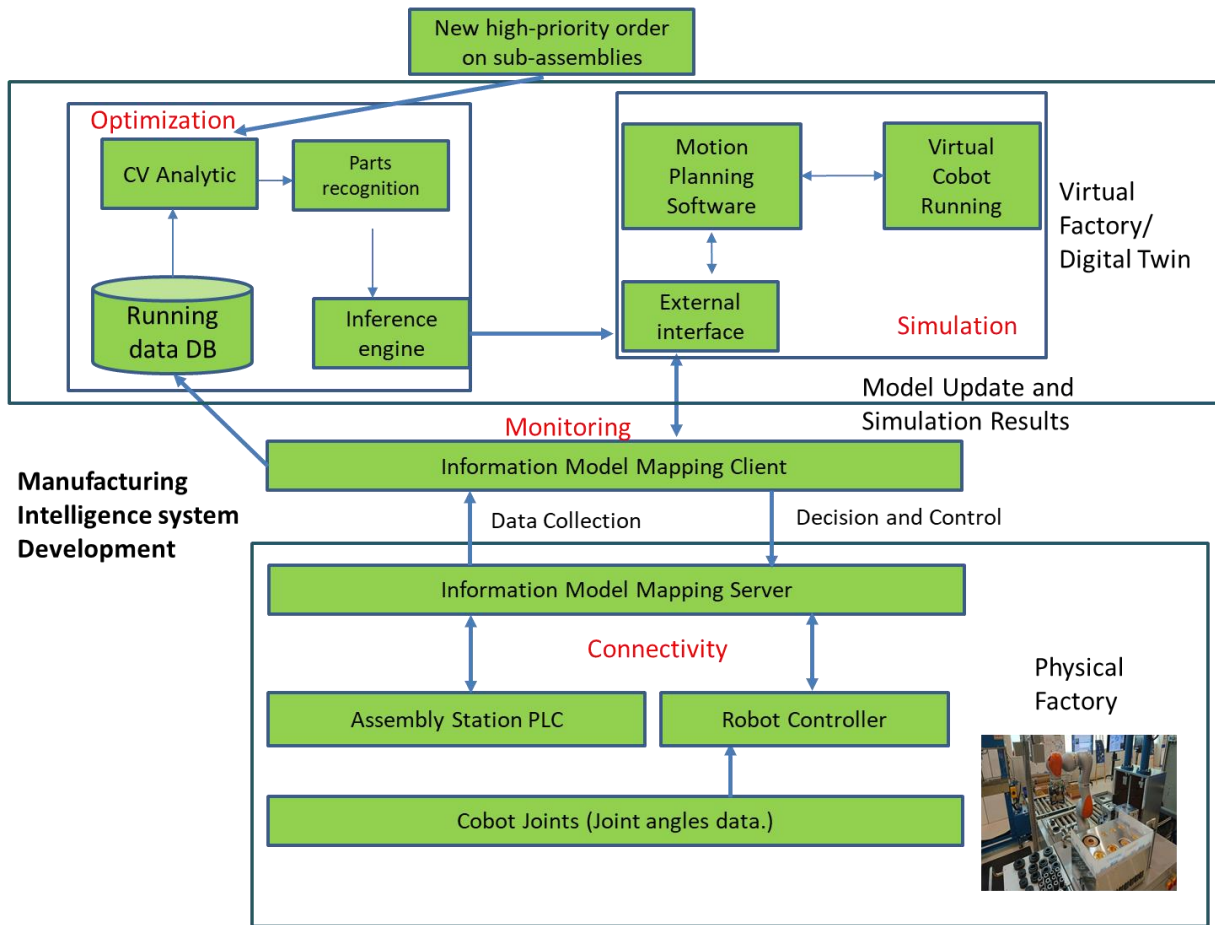 New high-priority order
on sub-assemblies
Optimization
CV Analytic
Parts
recognition
Running
data DB
Inference
engine
Motion
Planning
Software
Virtual
Cobot
Running
External
interface
Simulation
Virtual
Factory/
Digital Twin
Model Update and
Simulation Results
Monitoring
Information Model Mapping Client
Manufacturing
Intelligence system
Development
Data Collection
Decision and Control
Information Model Mapping Server
Connectivity
Assembly Station PLC
Robot Controller
Physical
Factory
Cobot Joints (Joint angles data.)